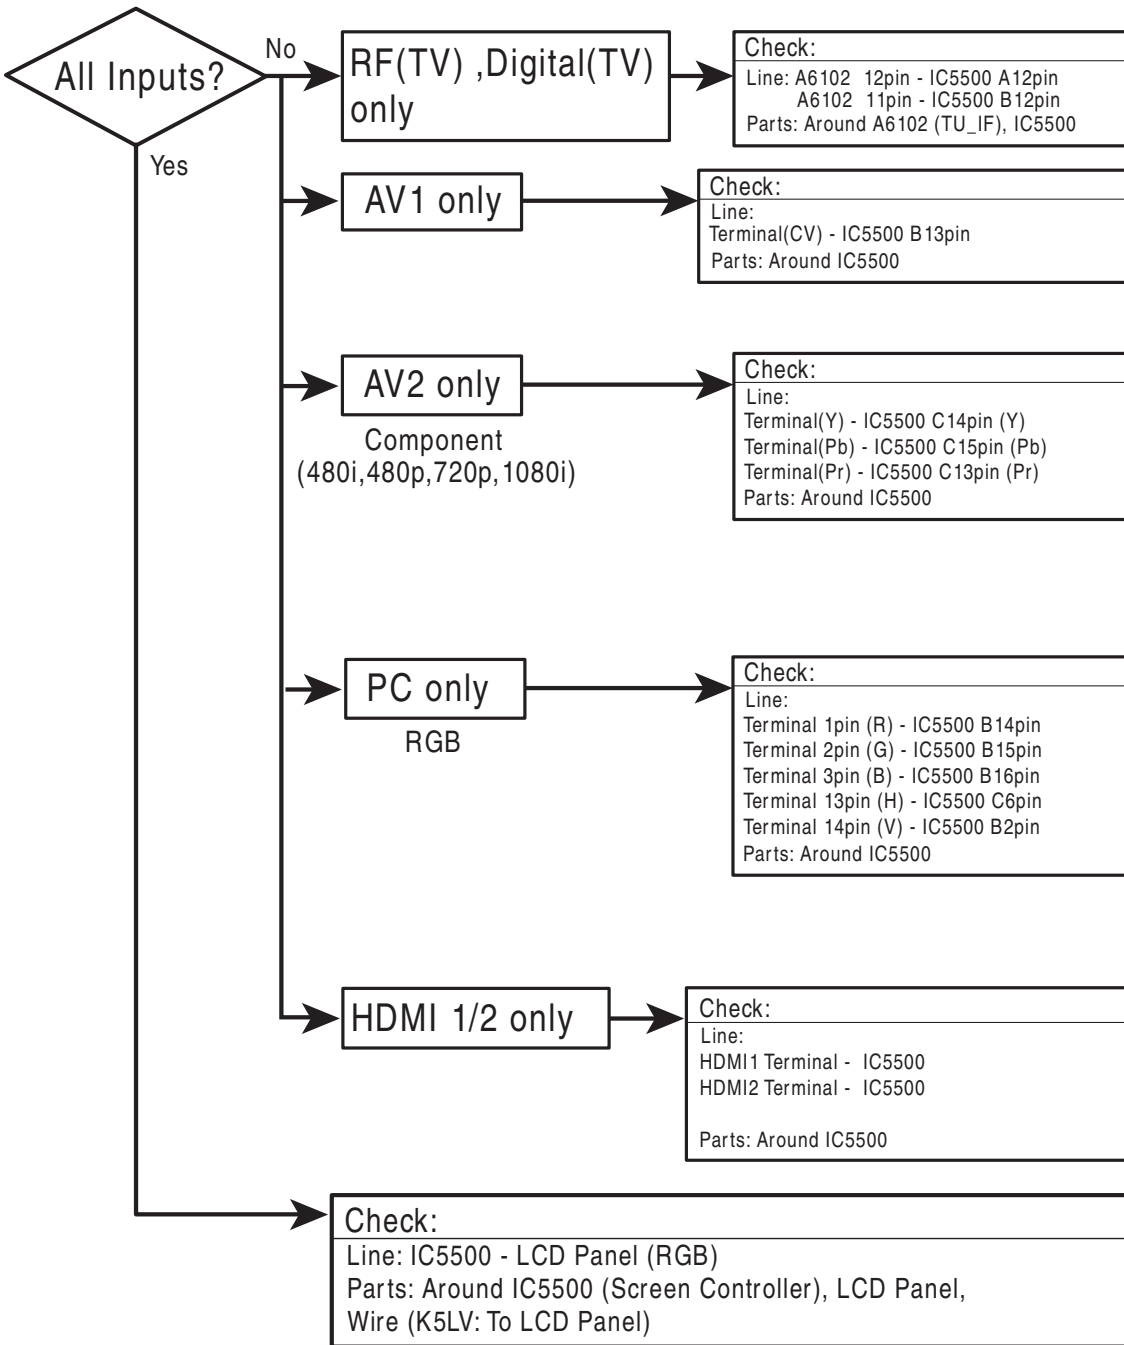 All Inputs?
No
Yes
RF(TV) ,Digital(TV)
only
Check:
Line: A6102 12pin - IC5500 A12pin
A6102 11pin - IC5500 B12pin
Parts: Around A6102 (TU_IF), IC5500
AV1 only
Check:
Line:
Terminal(CV) - IC5500 B13pin
Parts: Around IC5500
AV2 only
Component
(480i,480p,720p,1080i)
Check:
Line:
Terminal(Y) - IC5500 C14pin (Y)
Terminal(Pb) - IC5500 C15pin (Pb)
Terminal(Pr) - IC5500 C13pin (Pr)
Parts: Around IC5500
PC only
RGB
Check:
Line:
Terminal 1pin (R) - IC5500 B14pin
Terminal 2pin (G) - IC5500 B15pin
Terminal 3pin (B) - IC5500 B16pin
Terminal 13pin (H) - IC5500 C6pin
Terminal 14pin (V) - IC5500 B2pin
Parts: Around IC5500
HDMI 1/2 only
Check:
Line:
HDMI1 Terminal - IC5500
HDMI2 Terminal - IC5500
Parts: Around IC5500
Check:
Line: IC5500 - LCD Panel (RGB)
Parts: Around IC5500 (Screen Controller), LCD Panel,
Wire (K5LV: To LCD Panel)